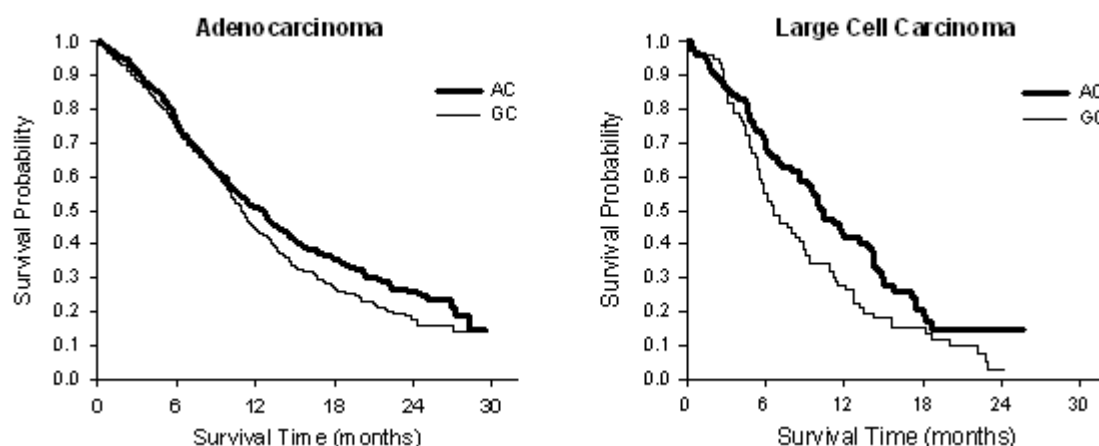 Adenocarcinoma
Survival Probability
1.0
0.9
0.8
0.7
0.6
0.5
0.4
0.3
0.2
0.1
0.0
AC
GC
0 6 12 18 24 30
Survival Time (months)
Large Cell Carcinoma
Survival Probability
1.0
0.9
0.8
0.7
0.6
0.5
0.4
0.3
0.2
0.1
0.0
AC
GC
0 6 12 18 24 30
Survival Time (months)